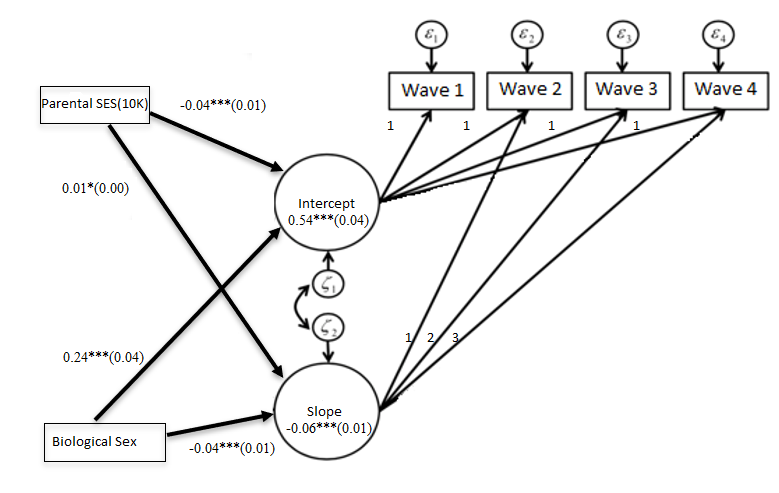 ε1
ε2
ε3
ε4
Wave 1
Wave 2
Wave 3
Wave 4
Parental SES(10K)
-0.04***(0.01)
1
1
1
1
0.01*(0.00)
Intercept
0.54***(0.04)
ζ1
ζ2
1
2
3
0.24***(0.04)
Slope
-0.06***(0.01)
Biological Sex
-0.04***(0.01)